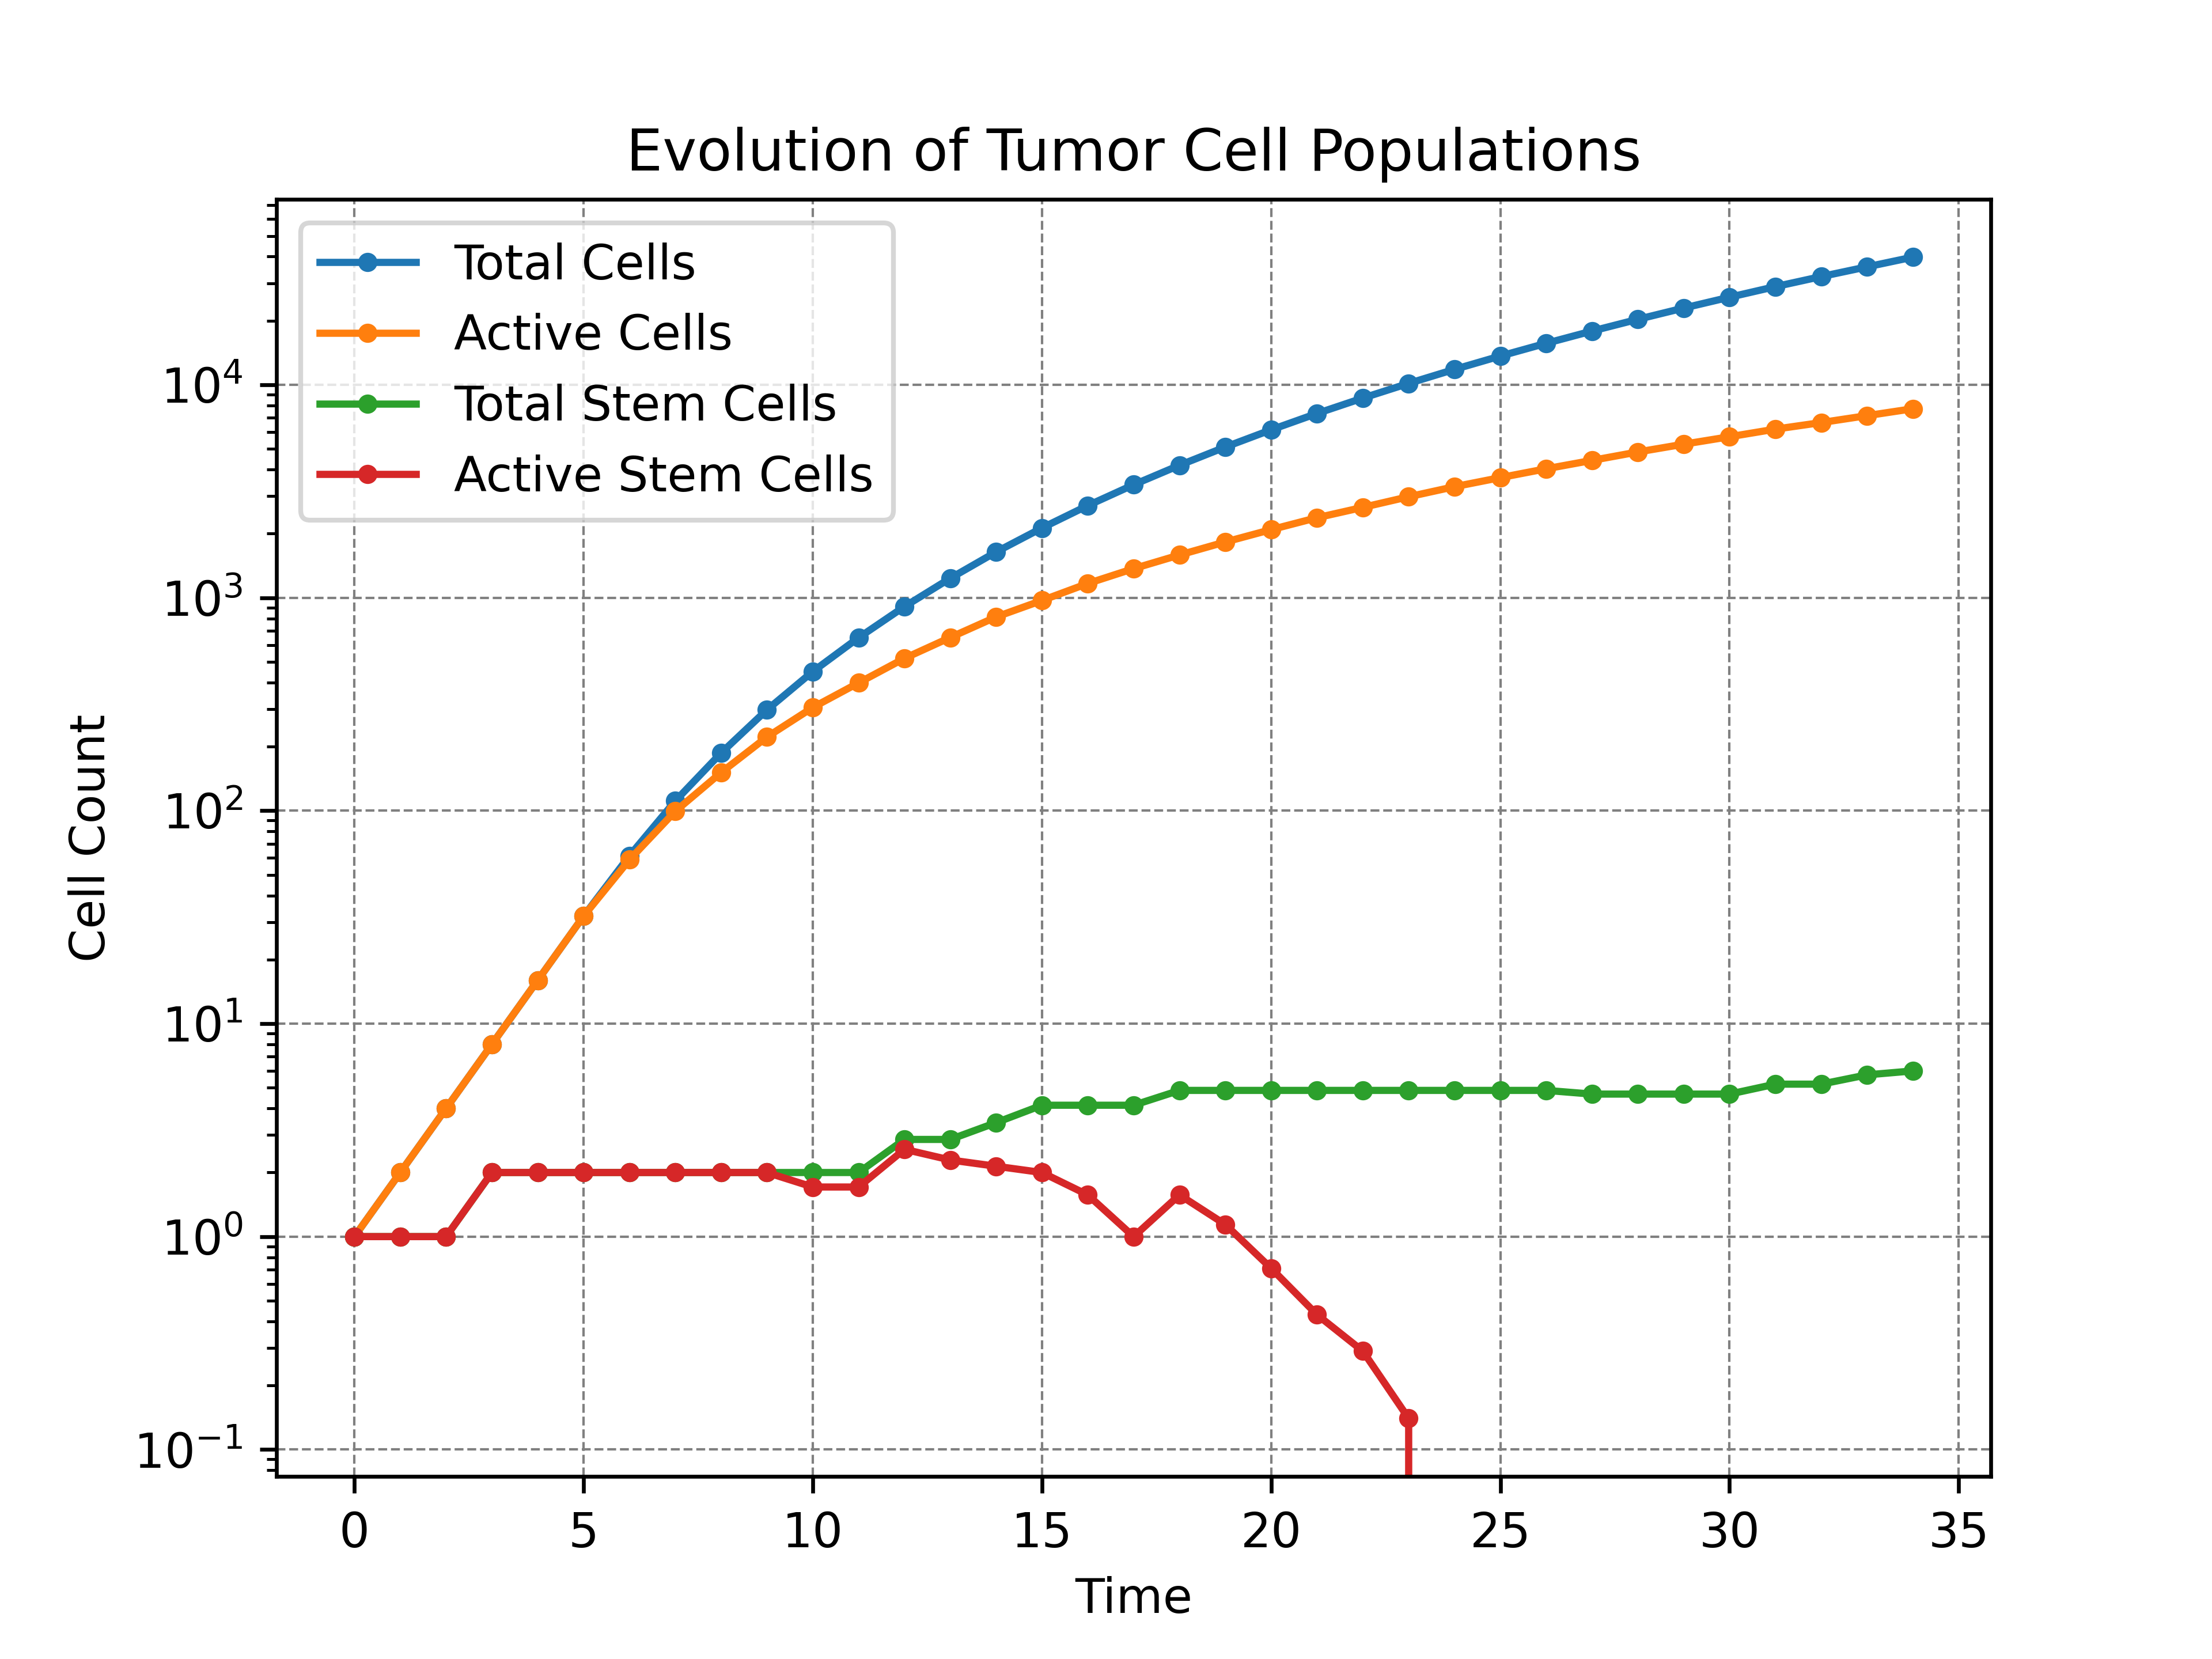 Evolution of Tumor Cell Populations
Total Cells
Active Cells
Total Stem Cells
Active Stem Cells
Cell Count
10⁴
10³
10²
10¹
10⁰
10⁻¹
0 5 10 15 20 25 30 35
Time